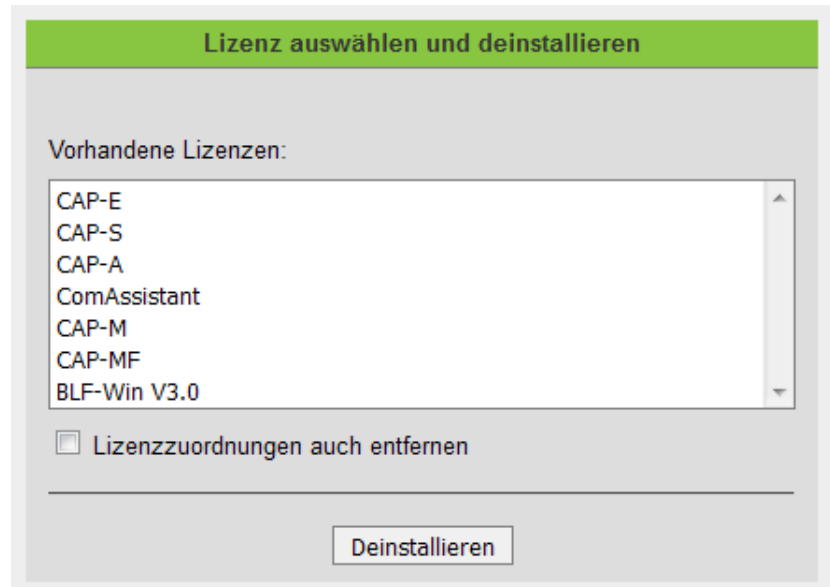 Lizenz auswählen und deinstallieren
Vorhandene Lizenzen:
CAP-E
CAP-S
CAP-A
ComAssistant
CAP-M
CAP-MF
BLF-Win V3.0
Lizenzzuordnungen auch entfernen
Deinstallieren